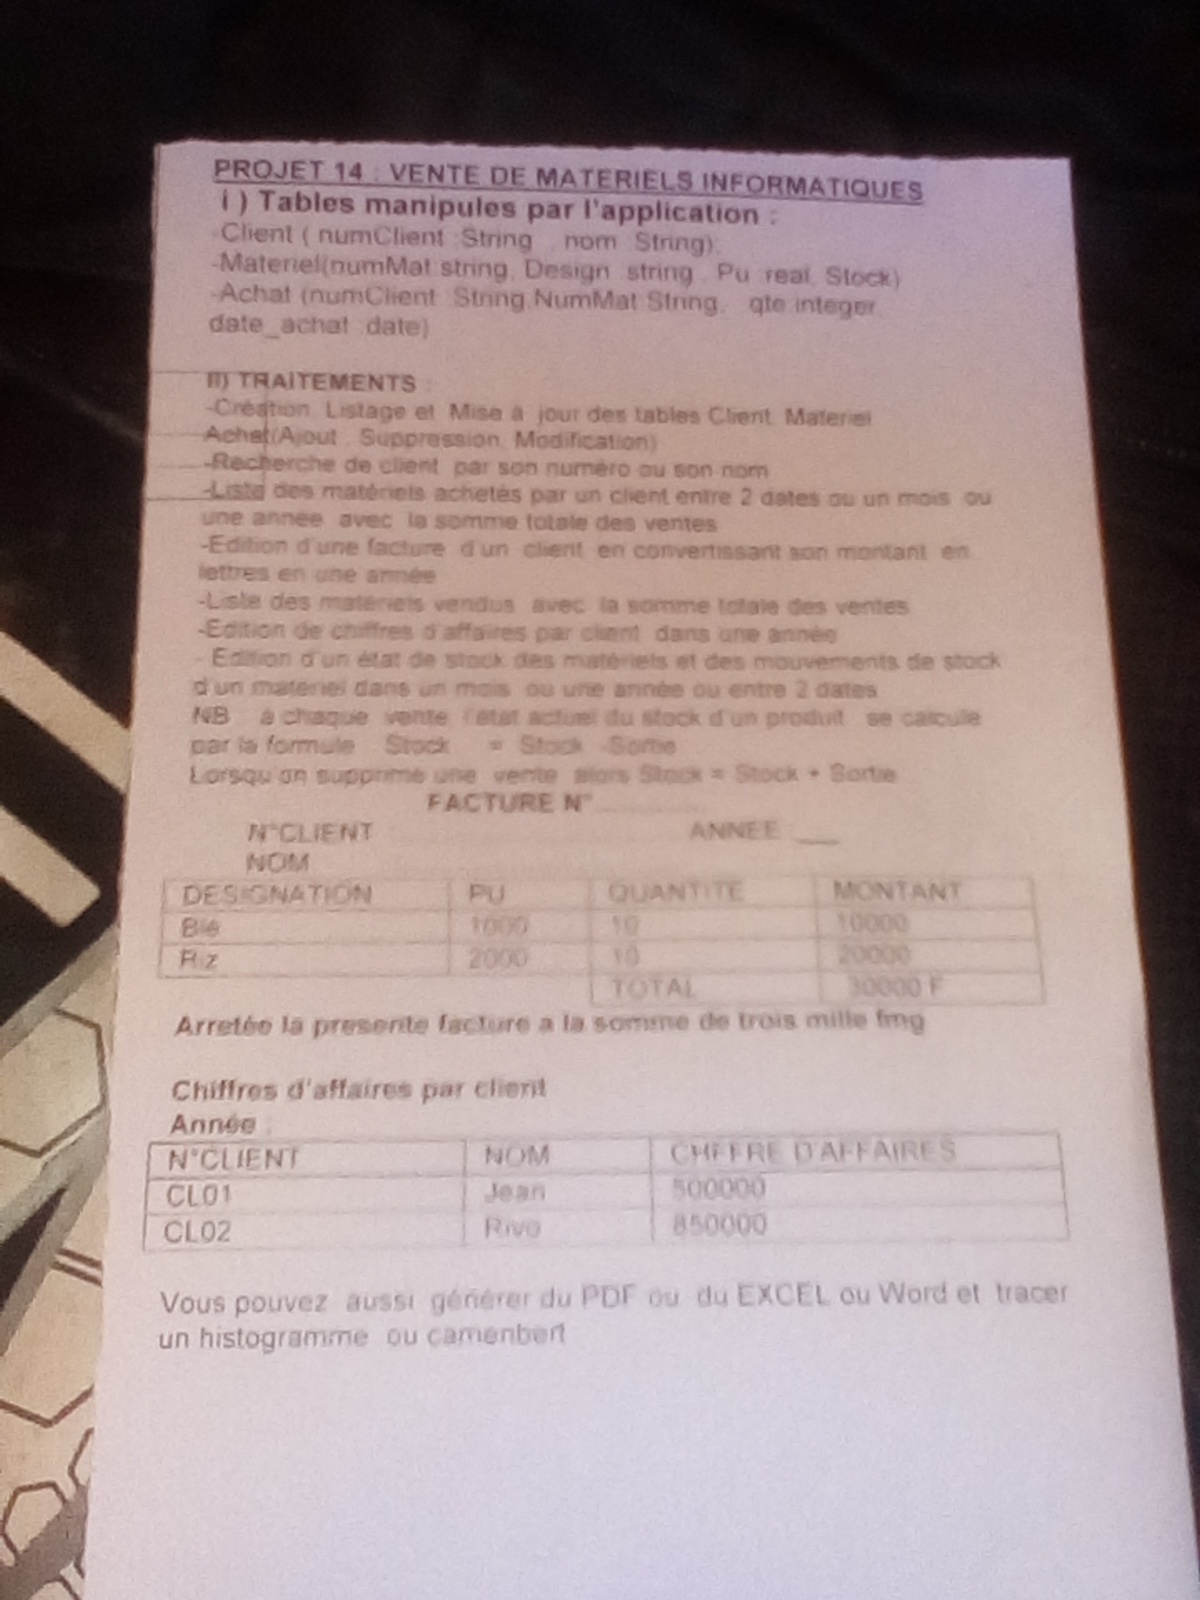 PROJET 14 : VENTE DE MATERIELS INFORMATIQUES
i ) Tables manipules par l'application :
-Client ( numClient :String , nom :String);
-Materiel(numMat:string, Design :string , Pu :real, Stock)
-Achat (numClient :String,NumMat:String, qte:integer,
date_achat :date)
II) TRAITEMENTS :
-Création, Listage et Mise à jour des tables Client, Materiel
Achat(Ajout , Suppression, Modification)
-Recherche de client par son numéro ou son nom
-Liste des matériels achetés par un client entre 2 dates ou un mois ou
une année avec la somme totale des ventes
-Edition d'une facture d'un client en convertissant son montant en
lettres en une année
-Liste des matériels vendus avec la somme totale des ventes
-Edition de chiffres d'affaires par client dans une année
- Edition d'un état de stock des matériels et des mouvements de stock
d'un matériel dans un mois ou une année ou entre 2 dates
NB : à chaque vente l'état actuel du stock d'un produit se calcule
par la formule Stock = Stock -Sortie
Lorsqu'on supprime une vente alors Stock = Stock + Sortie
FACTURE N°..............
N°CLIENT ANNEE :___
NOM
DESIGNATION PU QUANTITE MONTANT
Blé 1000 10 10000
Riz 2000 10 20000
TOTAL 30000 F
Arretée la presente facture a la somme de trois mille fmg
Chiffres d'affaires par client
Année :
N°CLIENT NOM CHIFFRE D'AFFAIRES
CL01 Jean 500000
CL02 Rivo 850000
Vous pouvez aussi générer du PDF ou du EXCEL ou Word et tracer
un histogramme ou camenbert